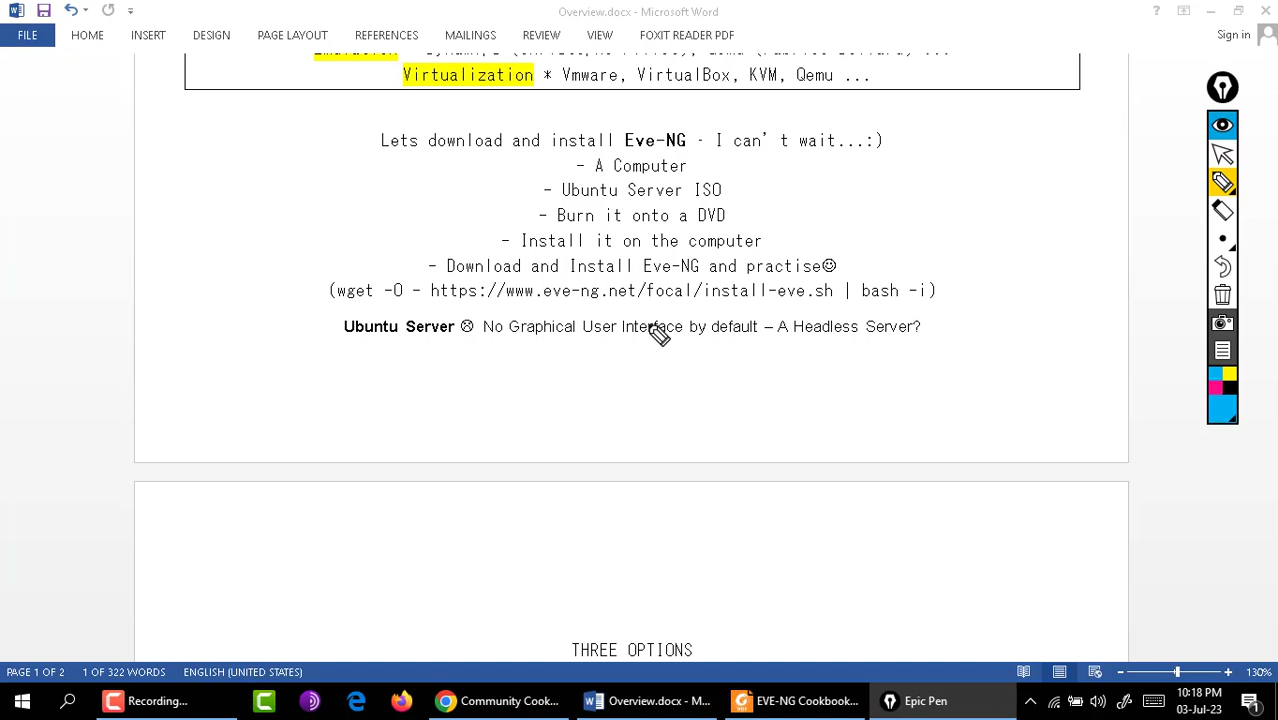 Overview.docx - Microsoft Word
Sign in
FILE HOME INSERT DESIGN PAGE LAYOUT REFERENCES MAILINGS REVIEW VIEW FOXIT READER PDF
Virtualization * Vmware, VirtualBox, KVM, Qemu ...
Lets download and install Eve-NG - I can't wait...:)
- A Computer
- Ubuntu Server ISO
- Burn it onto a DVD
- Install it on the computer
- Download and Install Eve-NG and practise☺
(wget -O - https://www.eve-ng.net/focal/install-eve.sh | bash -i)
Ubuntu Server ☹ No Graphical User Interface by default – A Headless Server?
THREE OPTIONS
PAGE 1 OF 2 1 OF 322 WORDS ENGLISH (UNITED STATES) 130%
Recording... Community Cook... Overview.docx - M... EVE-NG Cookbook... Epic Pen 10:18 PM
03-Jul-23